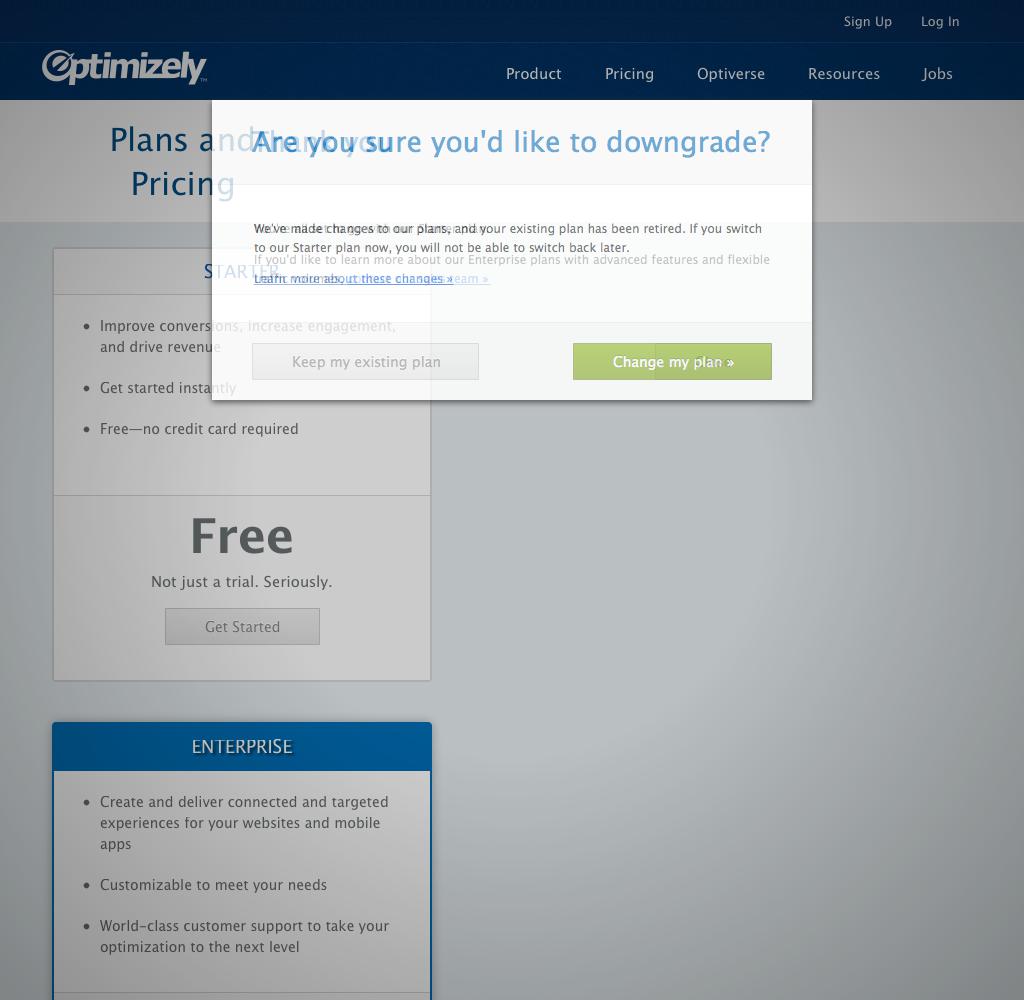 Sign Up Log In
Optimizely™
Product Pricing Optiverse Resources Jobs
Plans and
Pricing
Are you sure you'd like to downgrade?
Thank you
We've made changes to our plans, and your existing plan has been retired. If you switch
to our Starter plan now, you will not be able to switch back later.
If you'd like to learn more about our Enterprise plans with advanced features and flexible
Learn more about these changes »
Keep my existing plan
Change my plan »
STARTER
Improve conversions, increase engagement,
and drive revenue
Get started instantly
Free—no credit card required
Free
Not just a trial. Seriously.
Get Started
ENTERPRISE
Create and deliver connected and targeted
experiences for your websites and mobile
apps
Customizable to meet your needs
World-class customer support to take your
optimization to the next level